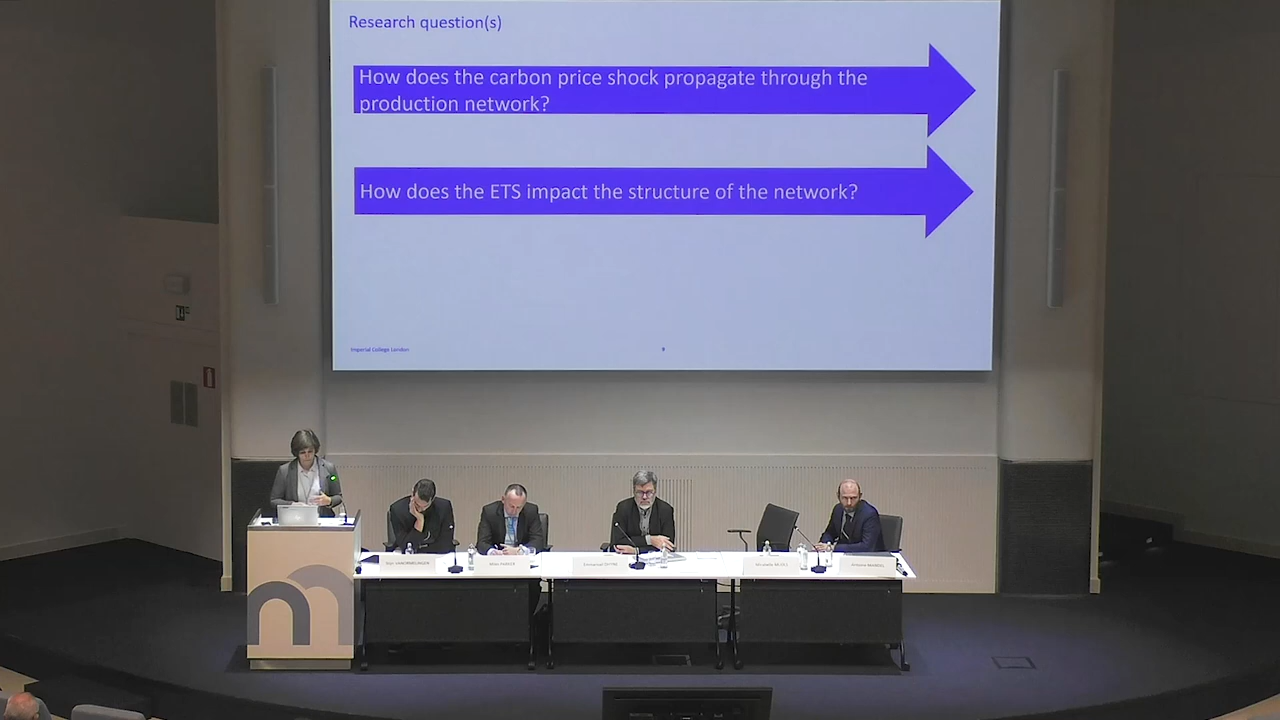 Research question(s)
How does the carbon price shock propagate through the
production network?
How does the ETS impact the structure of the network?
Imperial College London
9